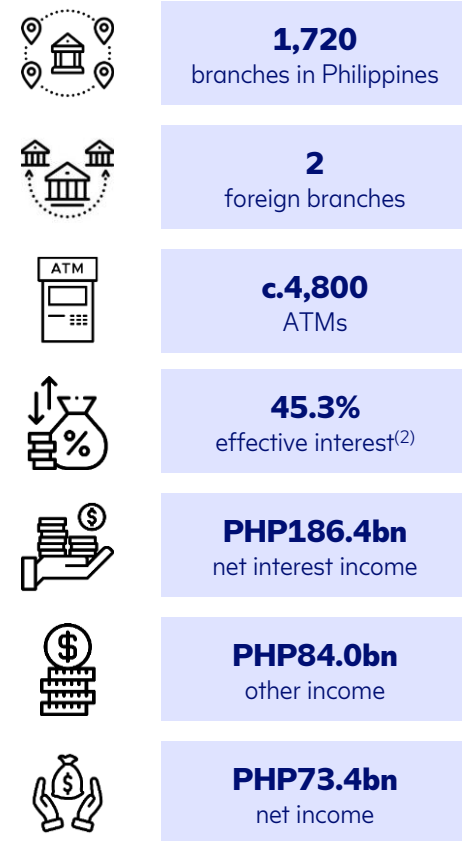 1,720
branches in Philippines
2
foreign branches
ATM
c.4,800
ATMs
45.3%
effective interest(2)
PHP186.4bn
net interest income
PHP84.0bn
other income
PHP73.4bn
net income